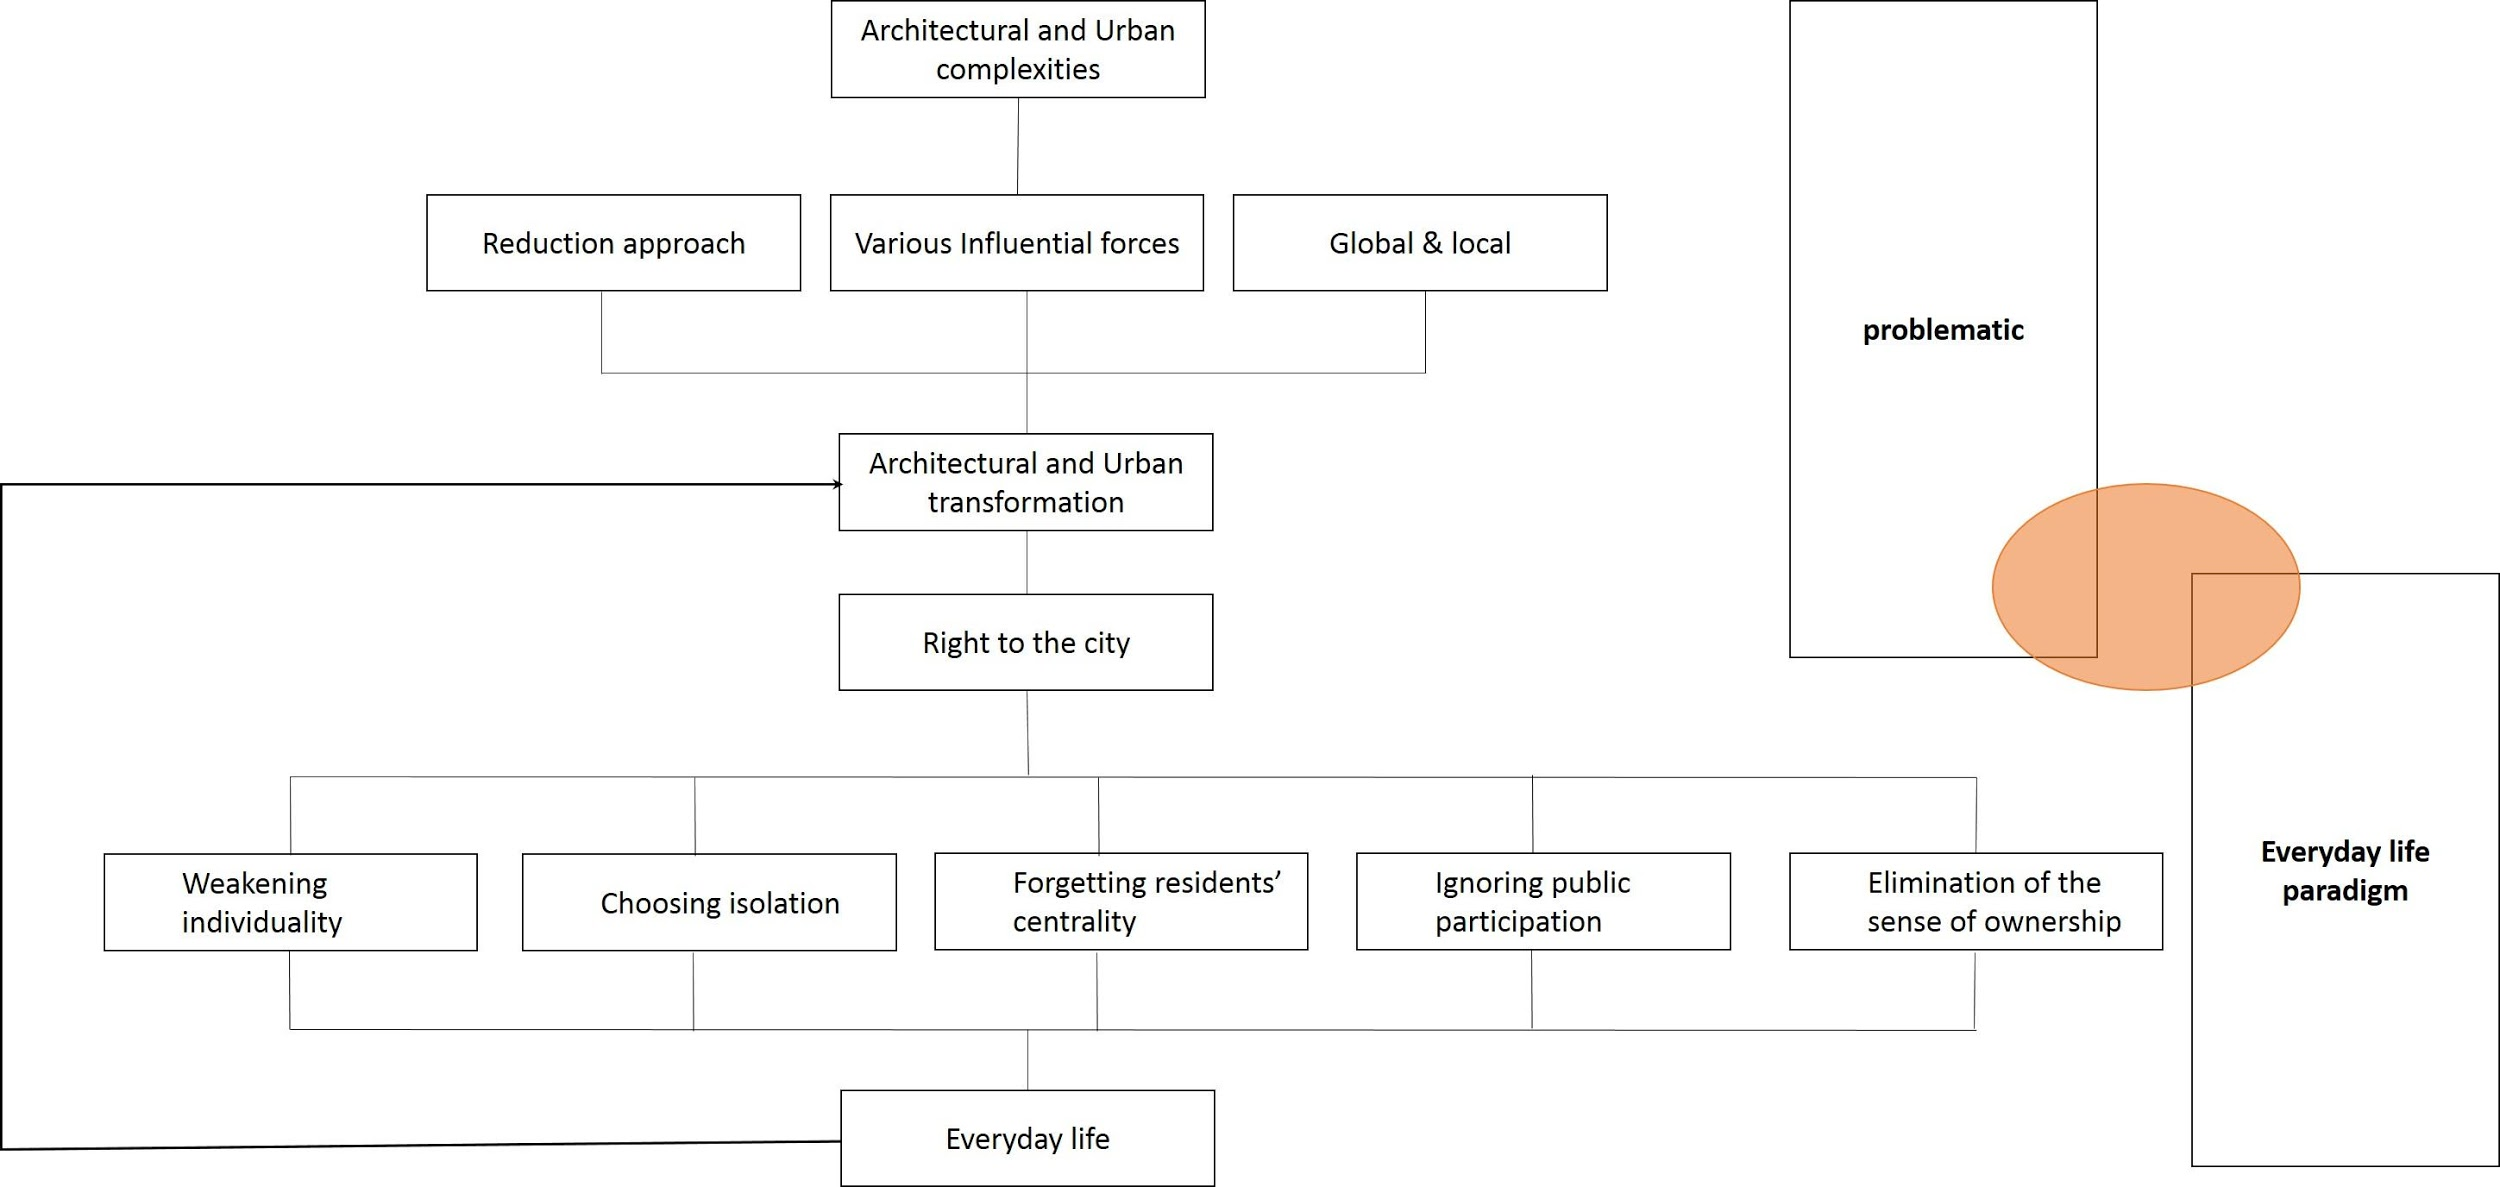 Architectural and Urban
complexities
Reduction approach
Various Influential forces
Global & local
problematic
Architectural and Urban
transformation
Right to the city
Weakening
individuality
Choosing isolation
Forgetting residents’
centrality
Ignoring public
participation
Elimination of the
sense of ownership
Everyday life
paradigm
Everyday life